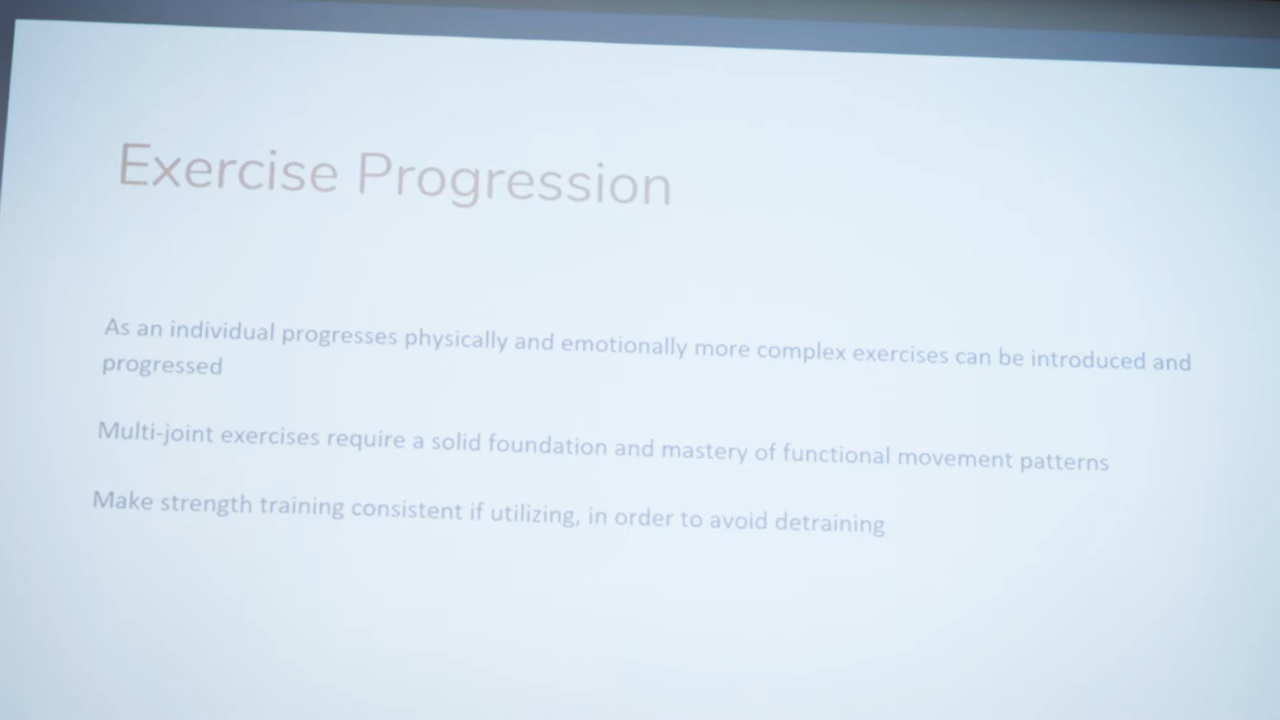 Exercise Progression
As an individual progresses physically and emotionally more complex exercises can be introduced and
progressed
Multi-joint exercises require a solid foundation and mastery of functional movement patterns
Make strength training consistent if utilizing, in order to avoid detraining